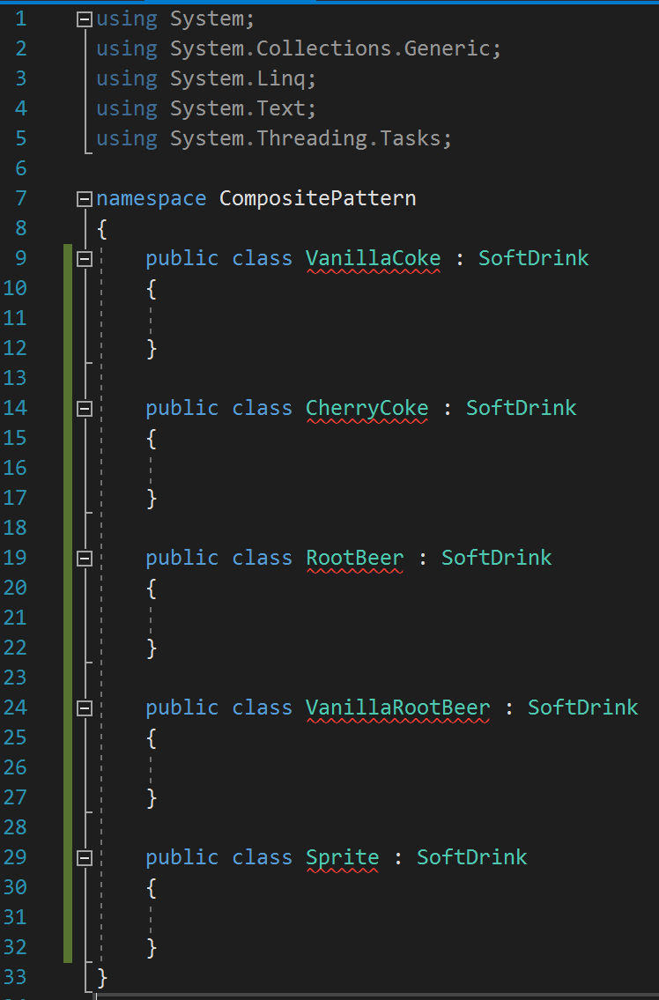 1 using System;
2 using System.Collections.Generic;
3 using System.Linq;
4 using System.Text;
5 using System.Threading.Tasks;
6
7 namespace CompositePattern
8 {
9     public class VanillaCoke : SoftDrink
10     {
11
12     }
13
14     public class CherryCoke : SoftDrink
15     {
16
17     }
18
19     public class RootBeer : SoftDrink
20     {
21
22     }
23
24     public class VanillaRootBeer : SoftDrink
25     {
26
27     }
28
29     public class Sprite : SoftDrink
30     {
31
32     }
33 }